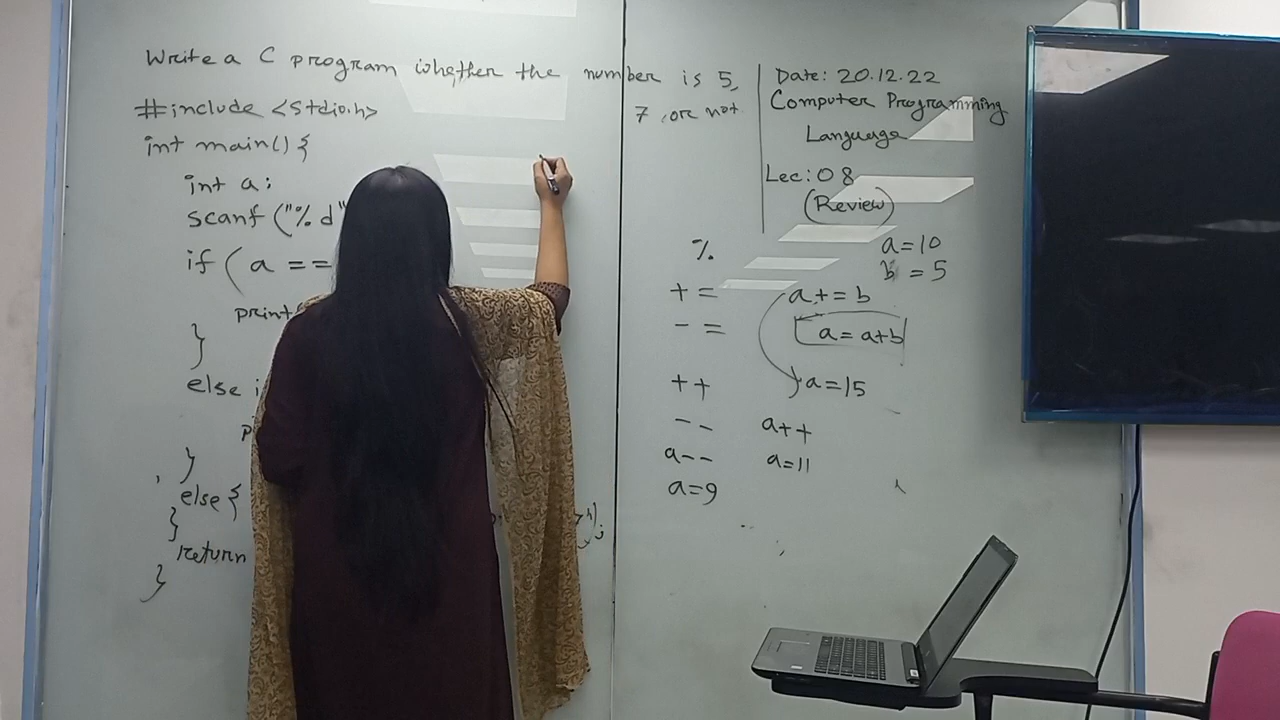 Write a C program whether the number is 5,
7, or not
#include <stdio.h>
int main() {
int a;
scanf ("%d"
if ( a ==
print
}
else i
p
}
else {
}
return
}
Date: 20.12.22
Computer Programming
Language
Lec: 08
(Review)
%
a=10
b = 5
+ =
a+=b
- =
a = a+b
++
a=15
--
a++
a--
a=11
a=9